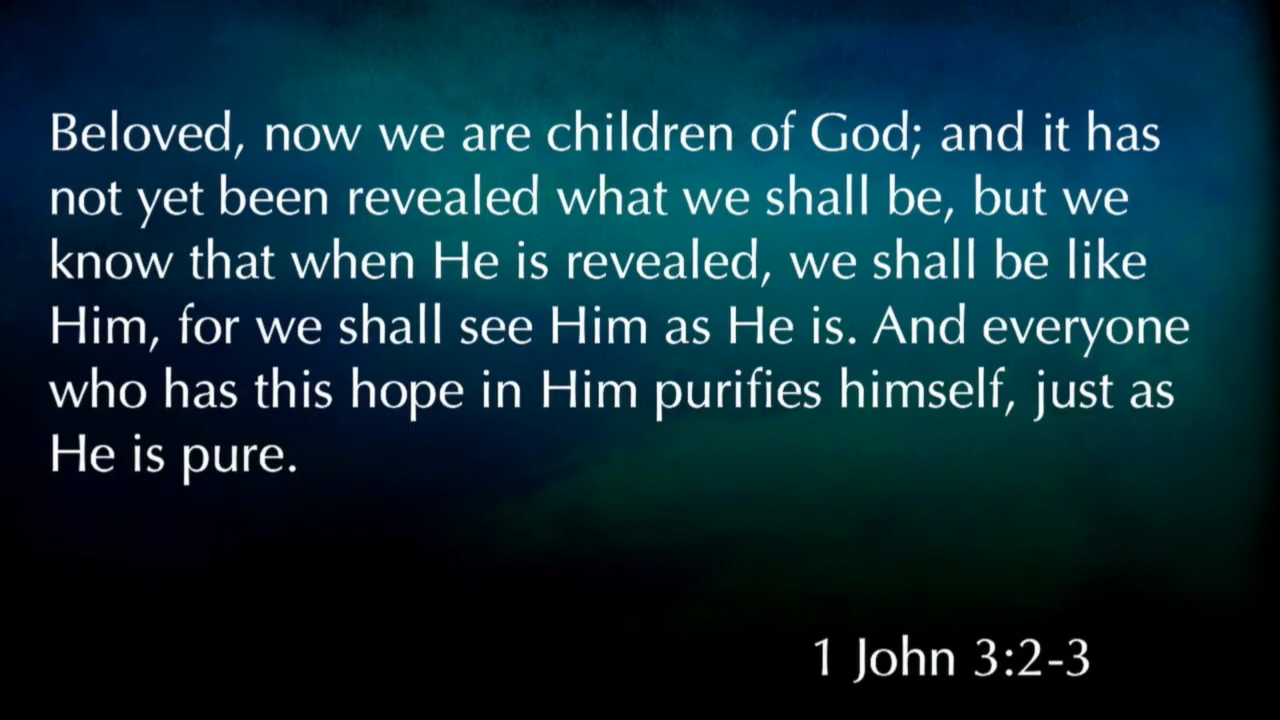 Beloved, now we are children of God; and it has
not yet been revealed what we shall be, but we
know that when He is revealed, we shall be like
Him, for we shall see Him as He is. And everyone
who has this hope in Him purifies himself, just as
He is pure.
1 John 3:2-3